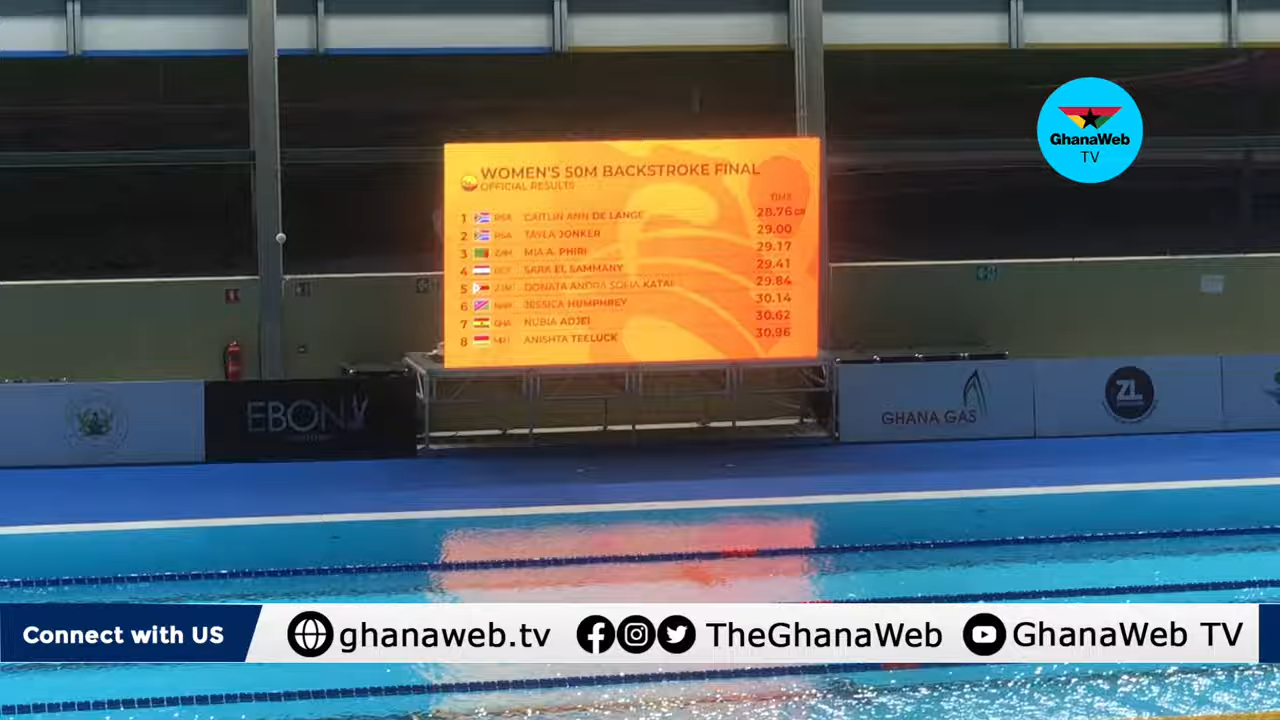 GhanaWeb
TV
WOMEN'S 50M BACKSTROKE FINAL
OFFICIAL RESULTS
TIME
1 RSA CAITLIN ANN DE LANGE 28.76
2 RSA TAYLA JONKER 29.00
3 ZAM MIA A. PHIRI 29.17
4 SARA EL SAMMANY 29.41
5 ZIM DONATA ANDRA SOFIA KATAI 29.84
6 NAM JESSICA HUMPHREY 30.14
7 GHA NUBIA ADJEI 30.62
8 MRI ANISHTA TEELUCK 30.96
EBONY
GHANA GAS
ZL
Connect with US
ghanaweb.tv
TheGhanaWeb
GhanaWeb TV